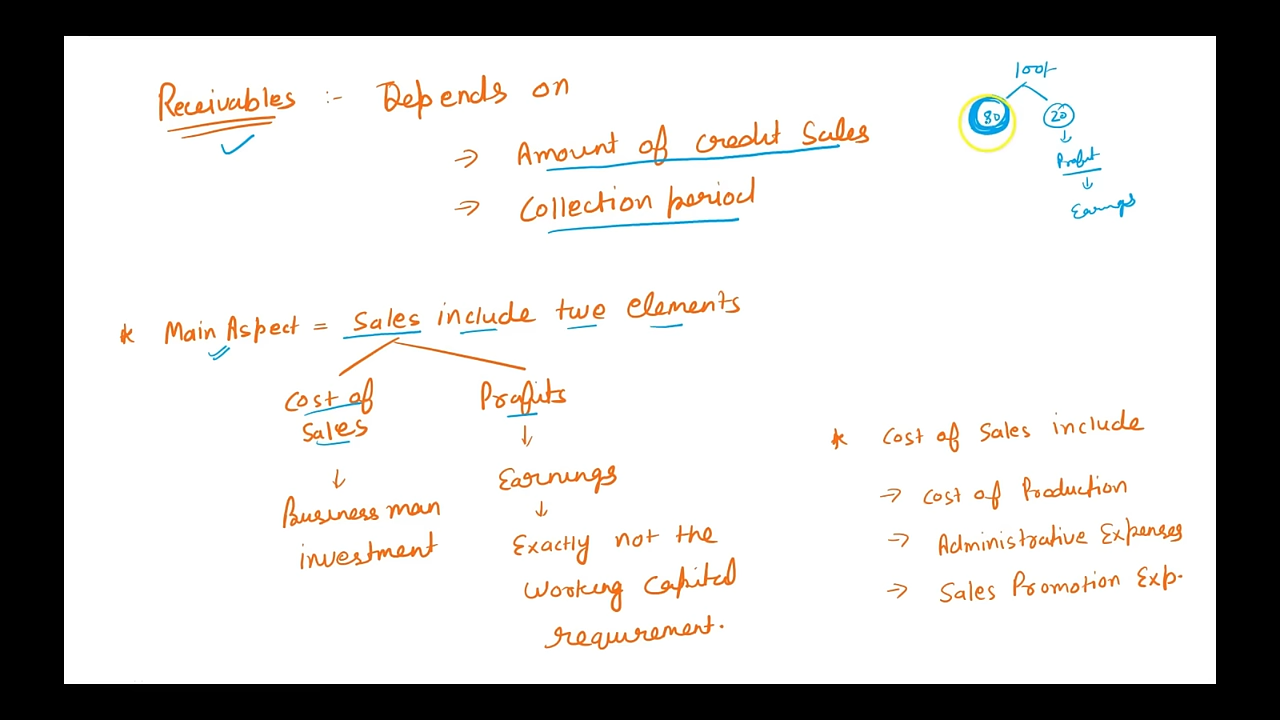 Receivables :- Depends on
→ Amount of credit Sales
→ Collection period
100/-
80 20
↓
Profit
↓
Earnings
* Main Aspect = Sales include two elements
Cost of Sales
Profits
↓
Business man
investment
↓
Earnings
↓
Exactly not the
working capital
requirement.
* Cost of Sales include
→ Cost of Production
→ Administrative Expenses
→ Sales Promotion Exp.